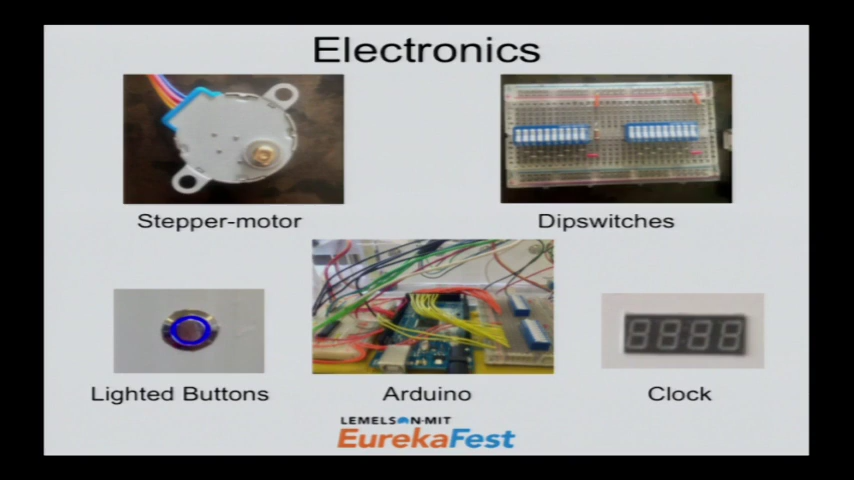 Electronics
Stepper-motor
Dipswitches
Lighted Buttons
Arduino
Clock
LEMELSON-MIT
EurekaFest